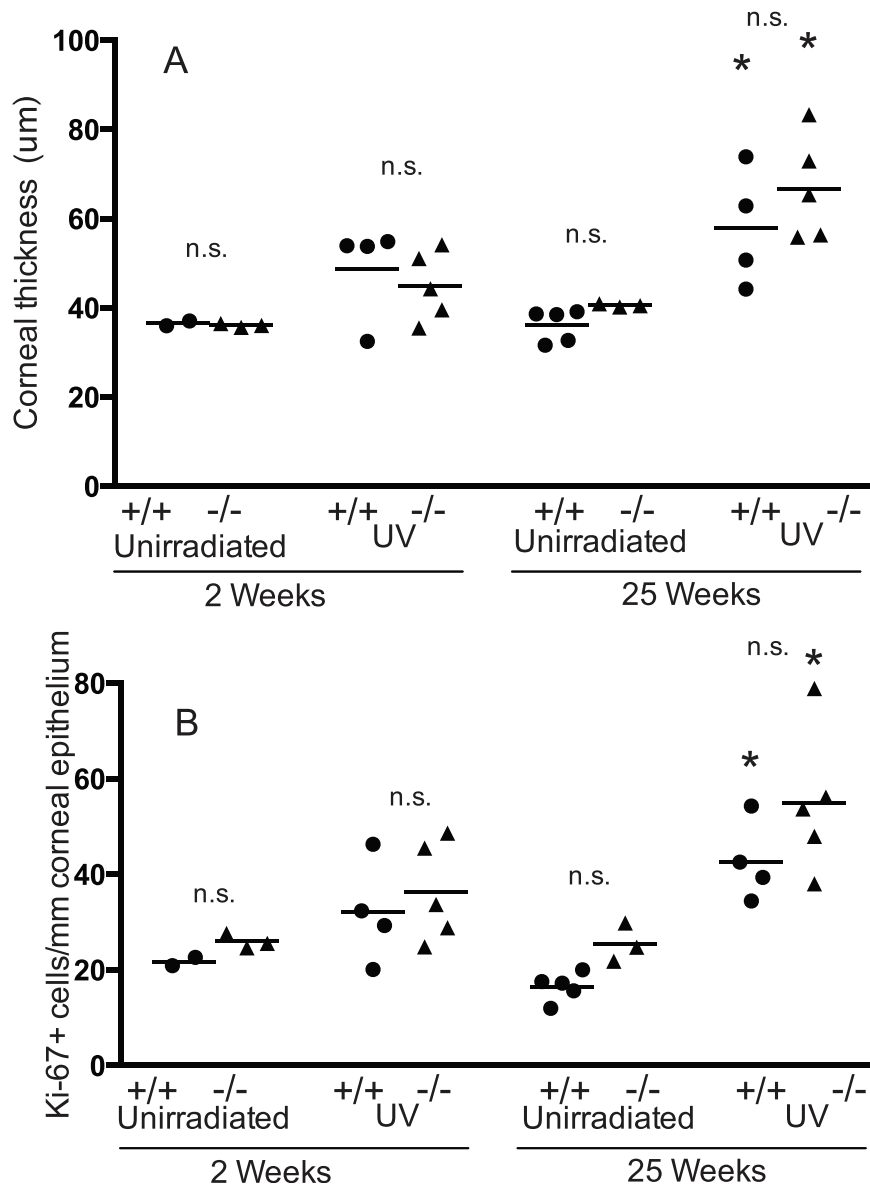 n.s.
100
A
*
*
Corneal thickness (um)
80
n.s.
60
n.s.
n.s.
40
20
0
+/+ -/- +/+ -/- +/+ -/- +/+ -/-
Unirradiated UV Unirradiated UV
2 Weeks 25 Weeks
Ki-67+ cells/mm corneal epithelium
n.s.
*
80
B
*
60
n.s.
n.s.
n.s.
40
20
0
+/+ -/- +/+ -/- +/+ -/- +/+ -/-
Unirradiated UV Unirradiated UV
2 Weeks 25 Weeks